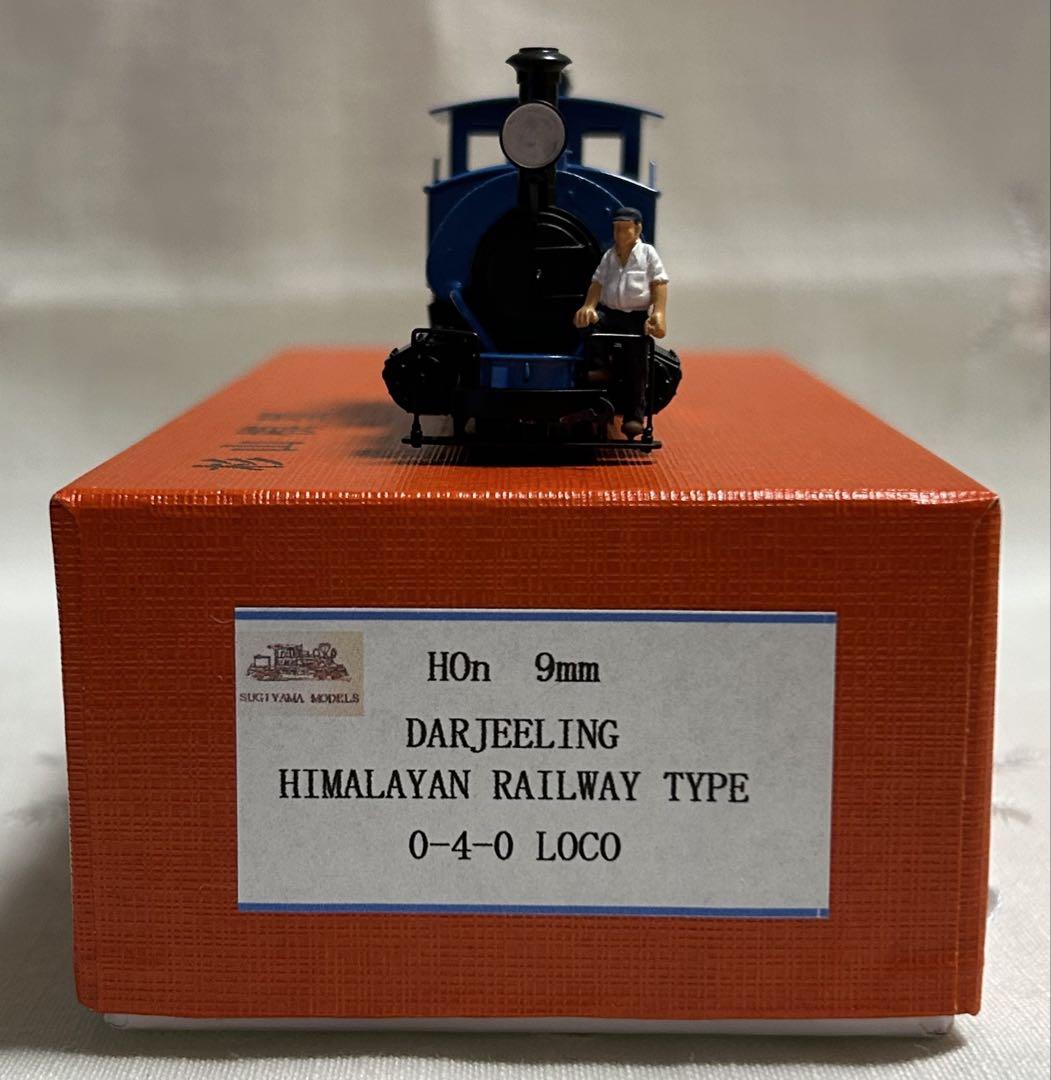 SUGIYAMA MODELS
HOn 9mm
DARJEELING
HIMALAYAN RAILWAY TYPE
0-4-0 LOCO